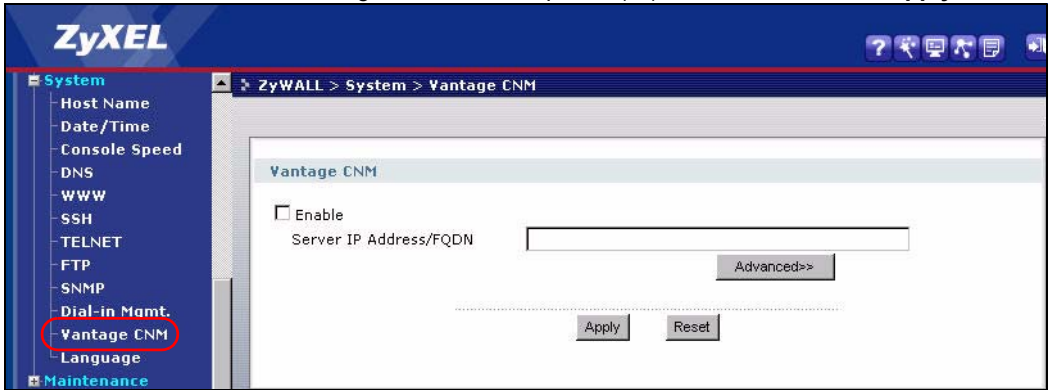 ZyXEL
?
System
Host Name
Date/Time
Console Speed
DNS
WWW
SSH
TELNET
FTP
SNMP
Dial-in Mgmt.
Vantage CNM
Language
Maintenance
ZyWALL > System > Vantage CNM
Vantage CNM
Enable
Server IP Address/FQDN
Advanced>>
Apply Reset